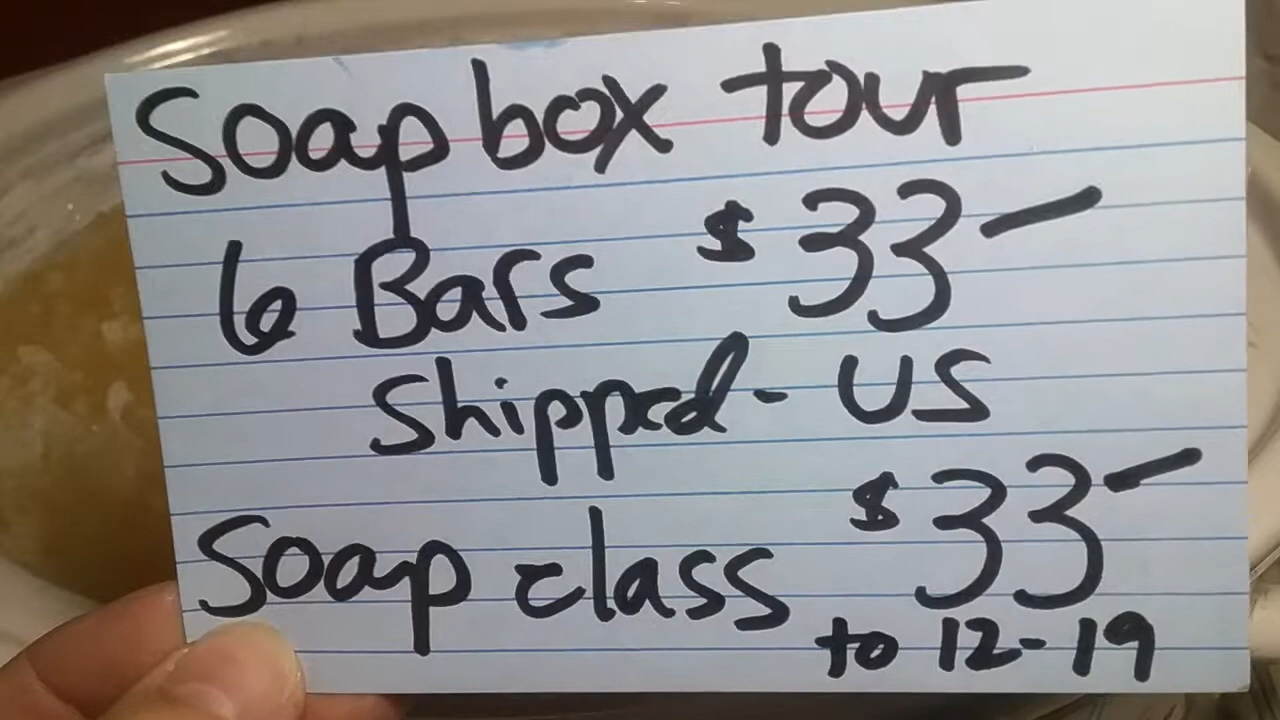 Soap box tour
6 Bars $33-
Shipped - US
Soap class $33-
to 12-19